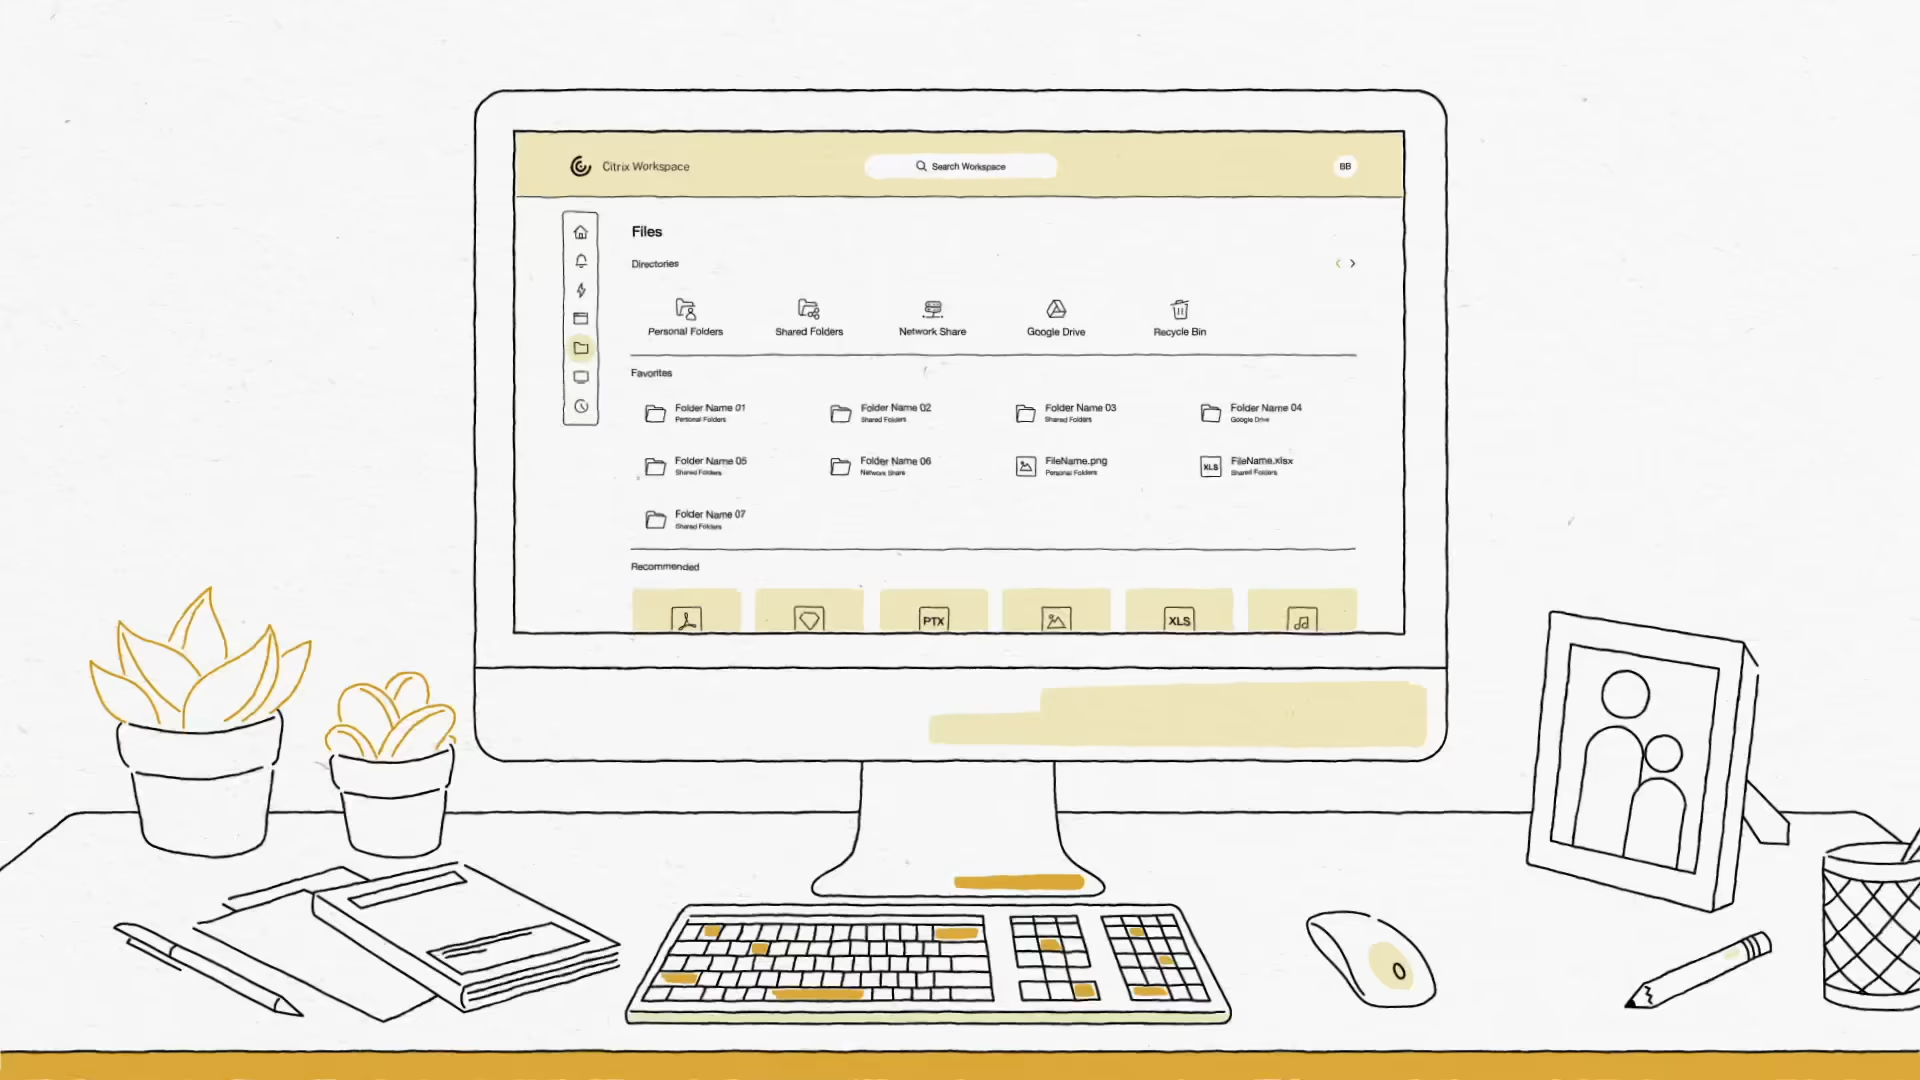 Citrix Workspace
Search Workspace
BB
Files
Directories
Personal Folders
Shared Folders
Network Share
Google Drive
Recycle Bin
Favorites
Folder Name 01
Personal Folders
Folder Name 02
Shared Folders
Folder Name 03
Shared Folders
Folder Name 04
Google Drive
Folder Name 05
Shared Folders
Folder Name 06
Network Share
FileName.png
Personal Folders
XLS
FileName.xlsx
Shared Folders
Folder Name 07
Shared Folders
Recommended
PTX
XLS